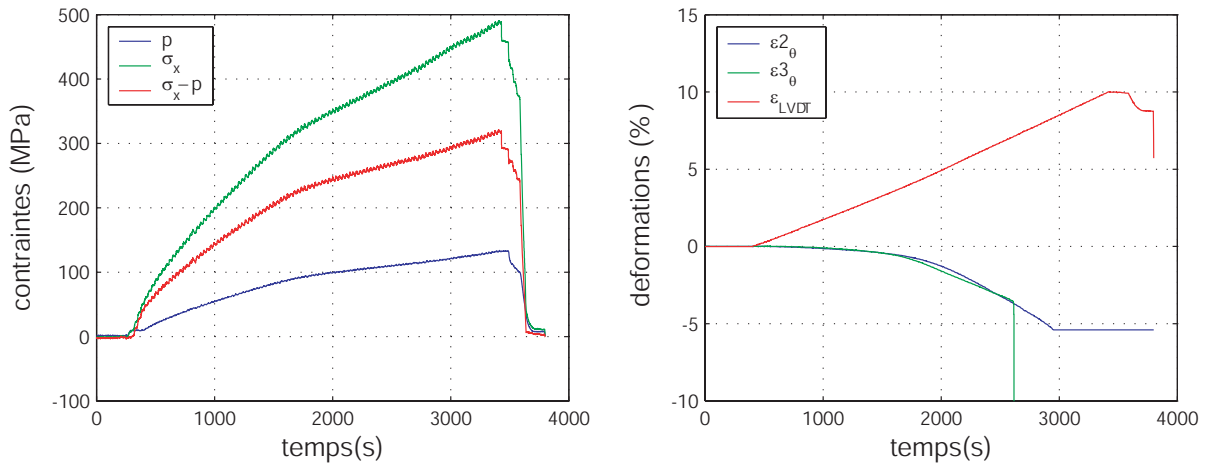 500
400
300
200
100
0
-100
0
1000
2000
3000
4000
contraintes (MPa)
temps(s)
p
σx
σx-p
15
10
5
0
-5
-10
0
1000
2000
3000
4000
deformations (%)
temps(s)
ε2θ
ε3θ
εLVDT